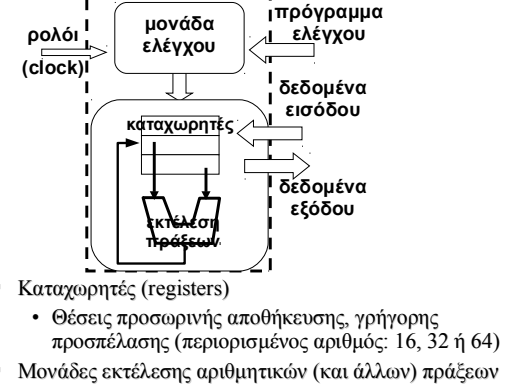 ρολόι
(clock)
μονάδα
ελέγχου
πρόγραμμα
ελέγχου
καταχωρητές
δεδομένα
εισόδου
δεδομένα
εξόδου
εκτέλεση
πράξεων
Καταχωρητές (registers)
• Θέσεις προσωρινής αποθήκευσης, γρήγορης
προσπέλασης (περιορισμένος αριθμός: 16, 32 ή 64)
Μονάδες εκτέλεσης αριθμητικών (και άλλων) πράξεων